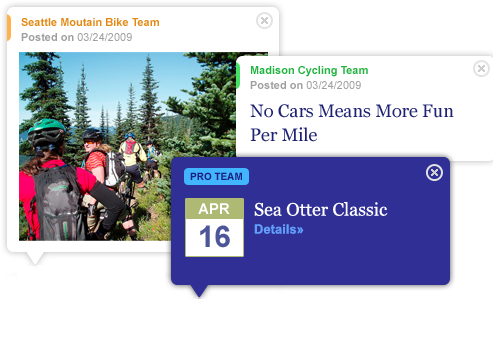 Seattle Moutain Bike Team
Posted on 03/24/2009
Madison Cycling Team
Posted on 03/24/2009
No Cars Means More Fun
Per Mile
PRO TEAM
APR
16
Sea Otter Classic
Details»